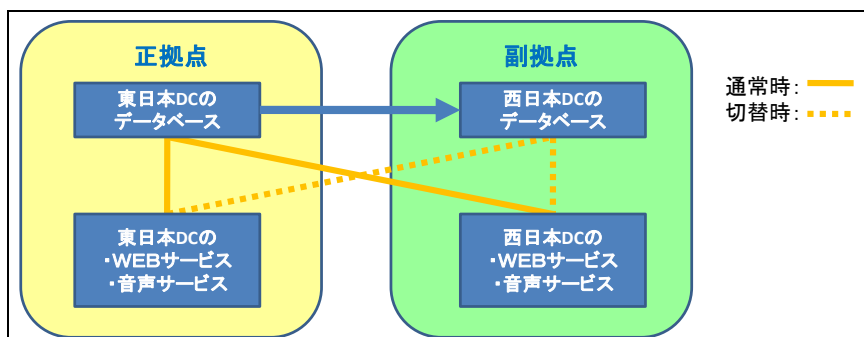 正拠点
東日本DCの
データベース
東日本DCの
・WEBサービス
・音声サービス
副拠点
西日本DCの
データベース
西日本DCの
・WEBサービス
・音声サービス
通常時：
切替時：